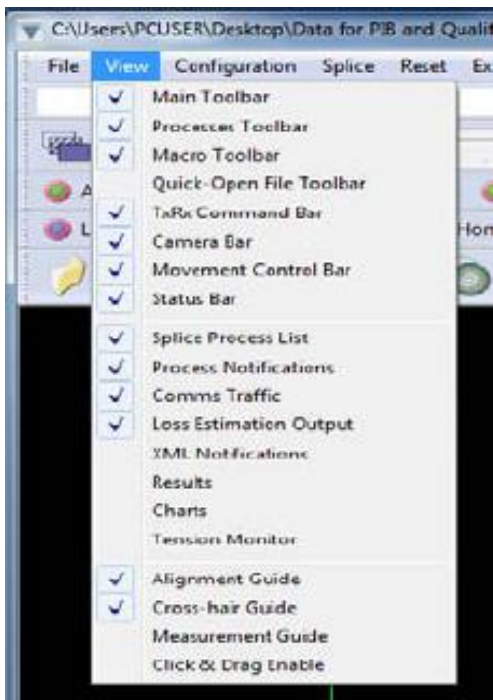 C:\Users\PCUSER\Desktop\Data for PIB and Qualit
File View Configuration Splice Reset Ex
Main Toolbar
Processes Toolbar
Macro Toolbar
Quick-Open File Toolbar
A
TxRx Command Bar
L
Hom
Camera Bar
Movement Control Bar
Status Bar
Splice Process List
Process Notifications
Comms Traffic
Loss Estimation Output
XML Notifications
Results
Charts
Tension Monitor
Alignment Guide
Cross-hair Guide
Measurement Guide
Click & Drag Enable